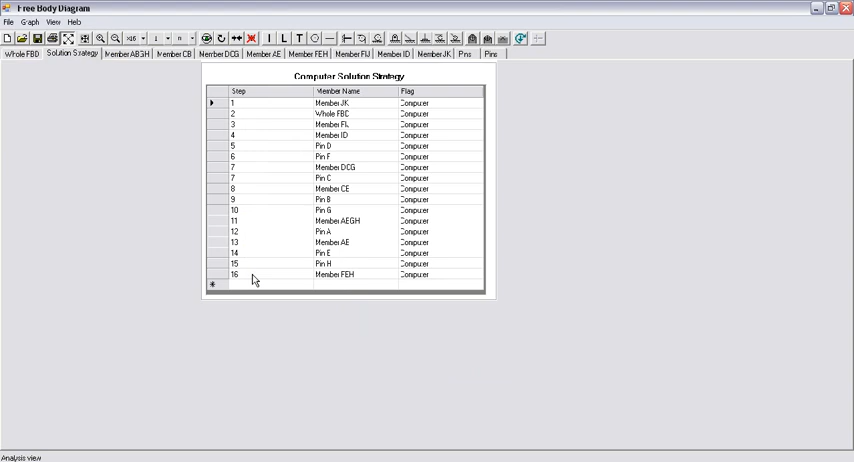 Free Body Diagram
File Graph View Help
×16 1 n
Whole FBD Solution Strategy Member ABGH Member CB Member DCG Member AE Member FEH Member FIJ Member ID Member JK Pins Pins
Computer Solution Strategy
Step Member Name Flag
1 Member JK Computer
2 Whole FBD Computer
3 Member FIJ Computer
4 Member ID Computer
5 Pin D Computer
6 Pin F Computer
7 Member DCG Computer
7 Pin C Computer
8 Member CE Computer
9 Pin B Computer
10 Pin G Computer
11 Member AEGH Computer
12 Pin A Computer
13 Member AE Computer
14 Pin E Computer
15 Pin H Computer
16 Member FEH Computer
Analysis view